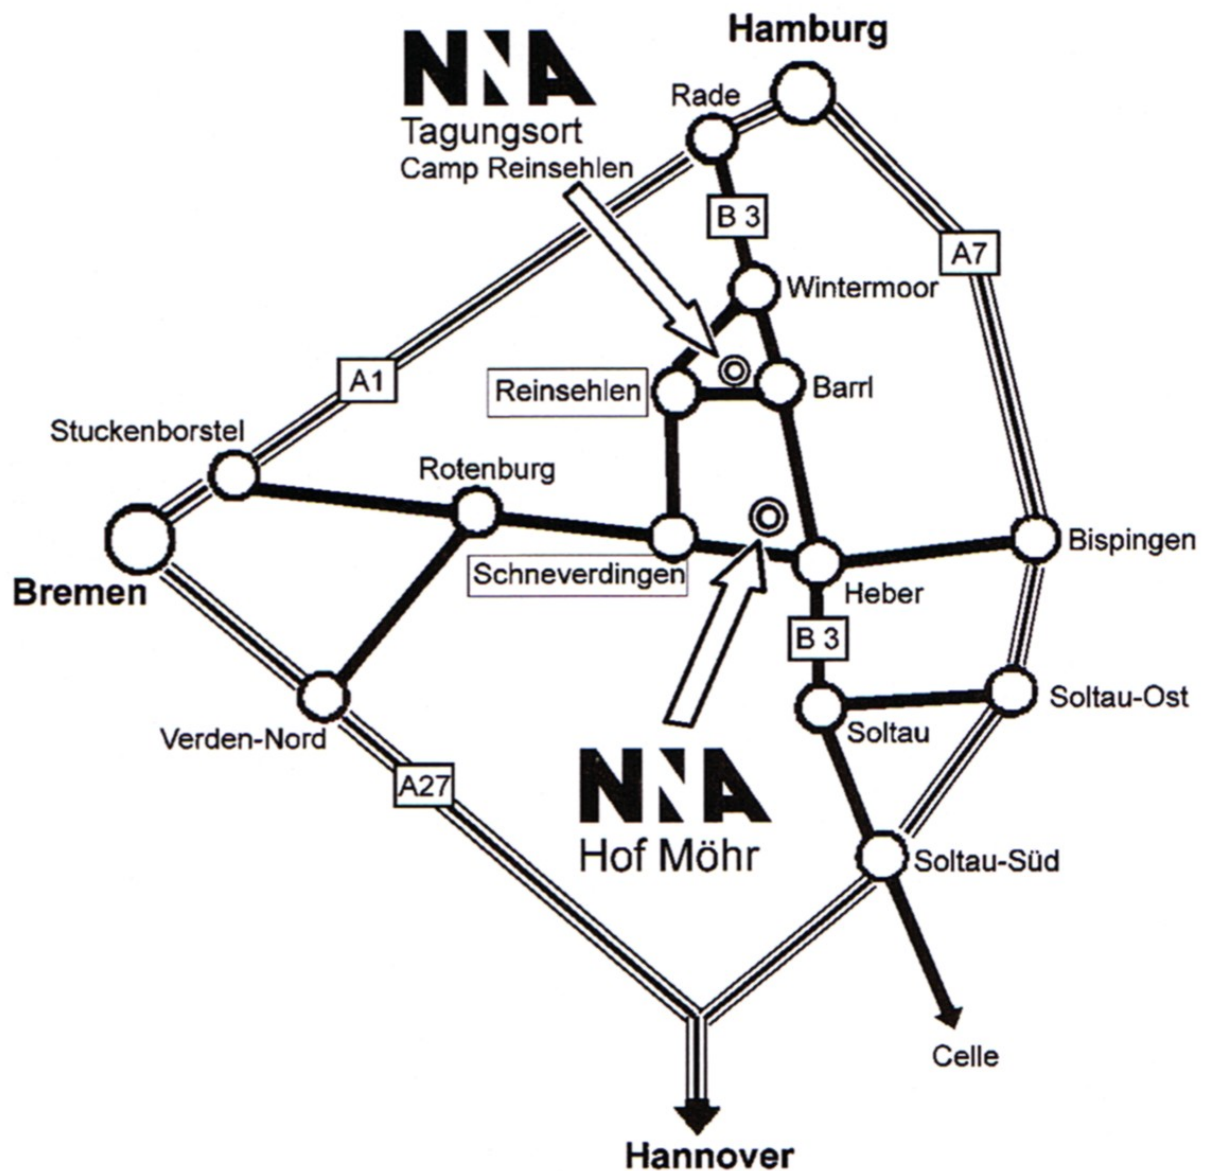 Hamburg
NNA
Tagungsort
Camp Reinsehlen
Rade
B 3
A7
Wintermoor
A1
Reinsehlen
Barrl
Stuckenborstel
Rotenburg
Bispingen
Schneverdingen
Bremen
Heber
B 3
Soltau-Ost
Verden-Nord
Soltau
A27
NNA
Hof Möhr
Soltau-Süd
Celle
Hannover